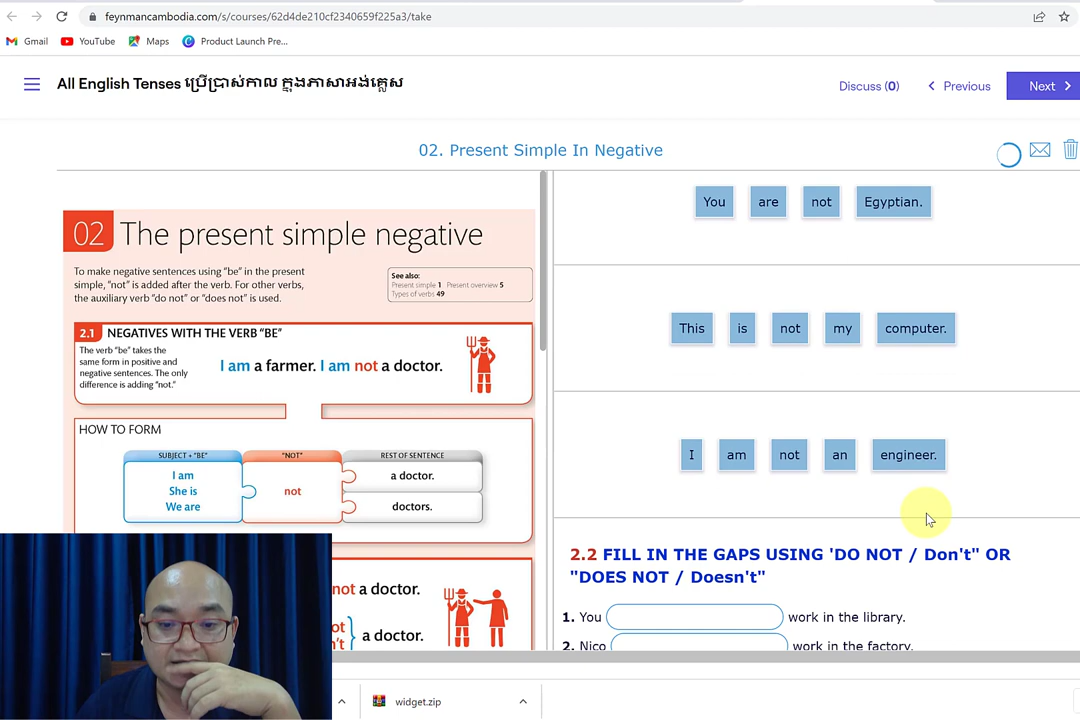 feynmancambodia.com/s/courses/62d4de210cf2340659f225a3/take
Gmail YouTube Maps Product Launch Pre...
All English Tenses ប្រើប្រាស់កាល ក្នុងភាសាអង់គ្លេស
Discuss (0) Previous Next
02. Present Simple In Negative
02 The present simple negative
To make negative sentences using "be" in the present
simple, "not" is added after the verb. For other verbs,
the auxiliary verb "do not" or "does not" is used.
See also:
Present simple 1 Present overview 5
Types of verbs 49
2.1 NEGATIVES WITH THE VERB "BE"
The verb "be" takes the
same form in positive and
negative sentences. The only
difference is adding "not."
I am a farmer. I am not a doctor.
HOW TO FORM
SUBJECT + "BE" "NOT" REST OF SENTENCE
I am
She is
We are
not
a doctor.
doctors.
not a doctor.
ot
n't
a doctor.
You are not Egyptian.
This is not my computer.
I am not an engineer.
2.2 FILL IN THE GAPS USING 'DO NOT / Don't" OR
"DOES NOT / Doesn't"
1. You work in the library.
2. Nico work in the factory.
widget.zip